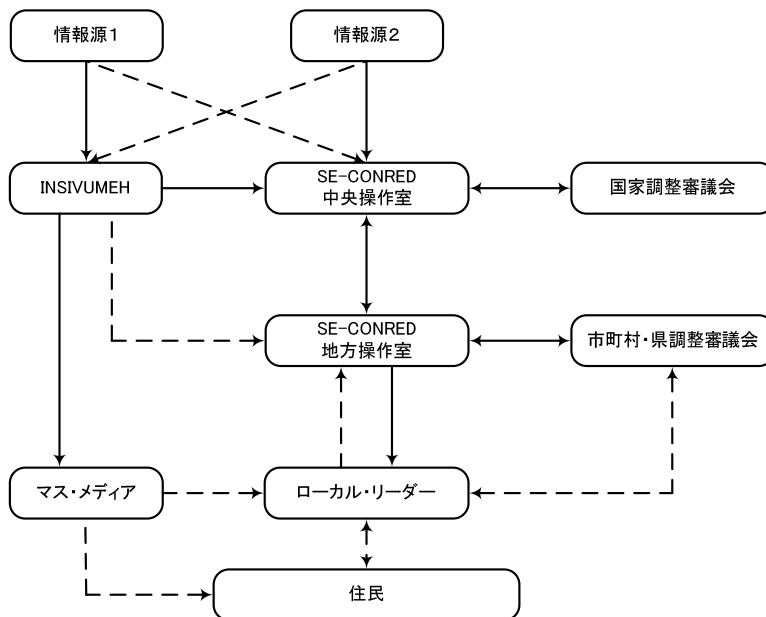 情報源１
情報源２
INSIVUMEH
SE-CONRED
中央操作室
国家調整審議会
SE-CONRED
地方操作室
市町村・県調整審議会
マス・メディア
ローカル・リーダー
住民